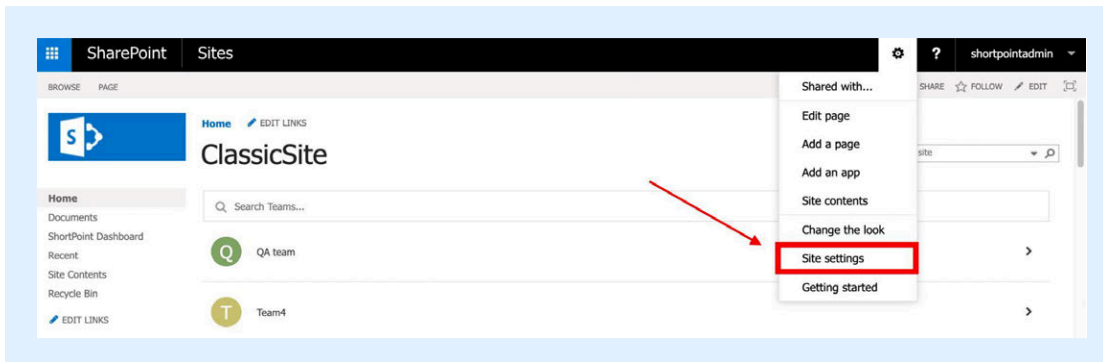 SharePoint Sites ? shortpointadmin
BROWSE PAGE SHARE FOLLOW EDIT
Shared with...
Edit page
Add a page
Add an app
Site contents
Change the look
Site settings
Getting started
S
Home EDIT LINKS
ClassicSite
site
Home
Documents
ShortPoint Dashboard
Recent
Site Contents
Recycle Bin
EDIT LINKS
Search Teams...
Q QA team
T Team4